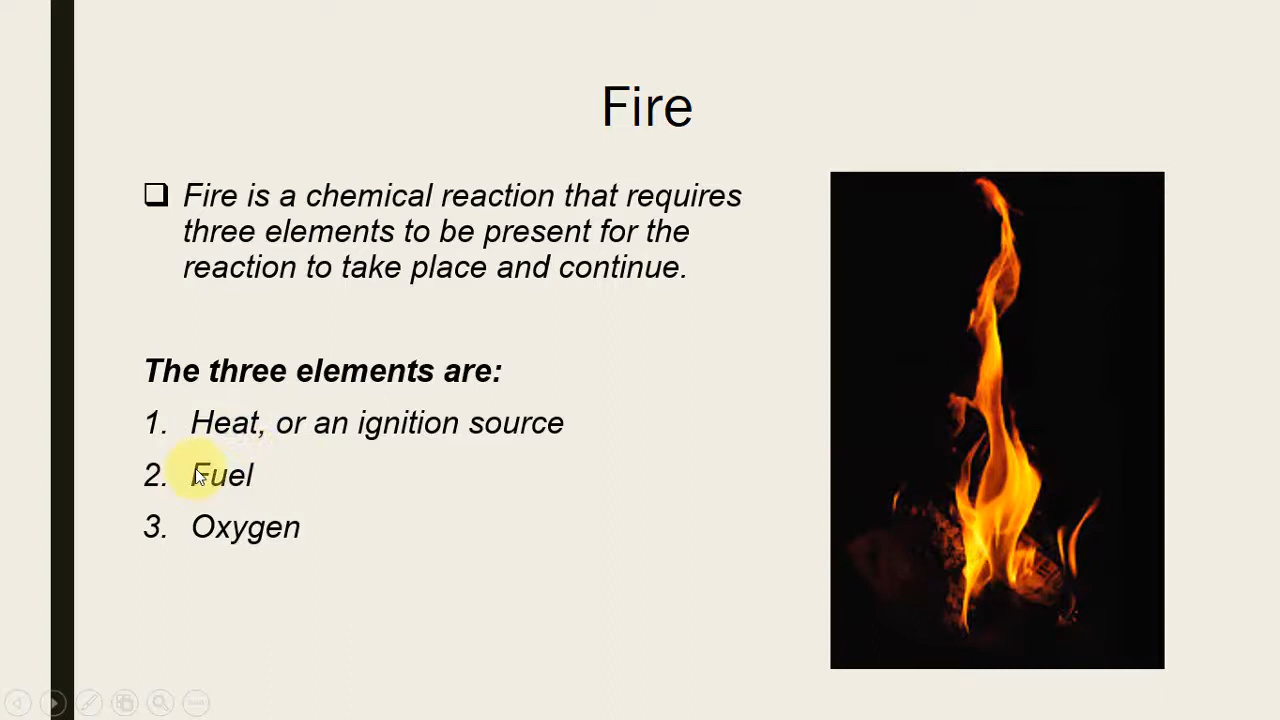 Fire
Fire is a chemical reaction that requires
three elements to be present for the
reaction to take place and continue.
The three elements are:
1. Heat, or an ignition source
2. Fuel
3. Oxygen